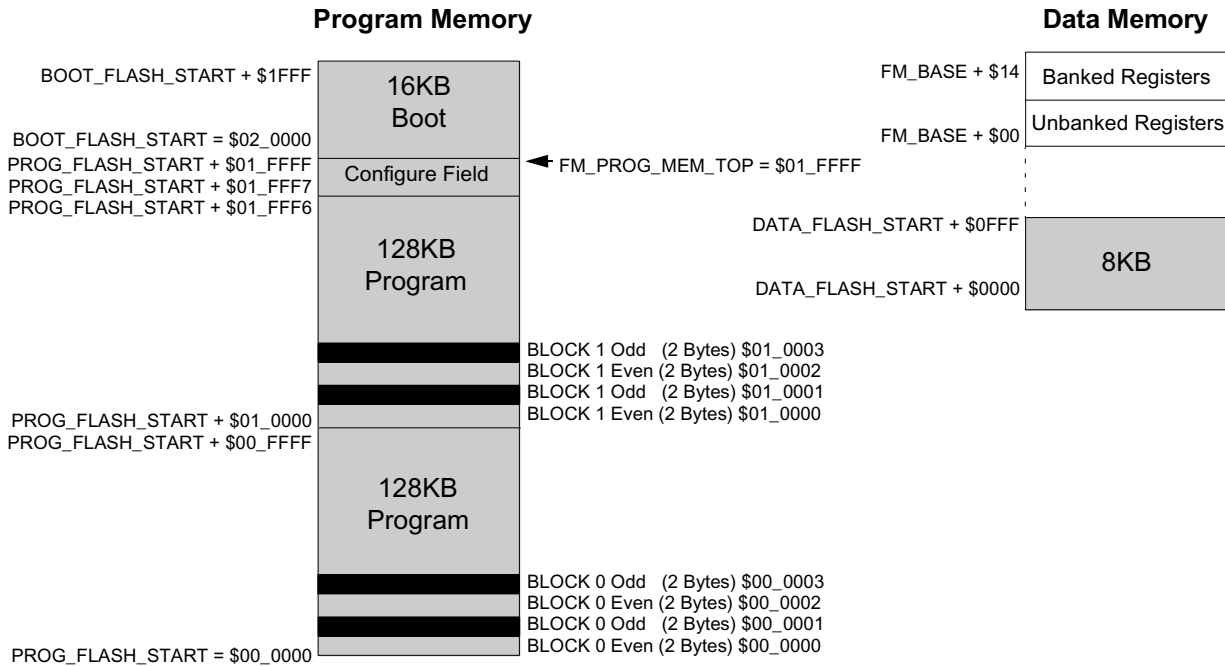 Program Memory
BOOT_FLASH_START + $1FFF
16KB
Boot
BOOT_FLASH_START = $02_0000
PROG_FLASH_START + $01_FFFF
PROG_FLASH_START + $01_FFF7
PROG_FLASH_START + $01_FFF6
Configure Field
FM_PROG_MEM_TOP = $01_FFFF
128KB
Program
BLOCK 1 Odd (2 Bytes) $01_0003
BLOCK 1 Even (2 Bytes) $01_0002
BLOCK 1 Odd (2 Bytes) $01_0001
BLOCK 1 Even (2 Bytes) $01_0000
PROG_FLASH_START + $01_0000
PROG_FLASH_START + $00_FFFF
128KB
Program
BLOCK 0 Odd (2 Bytes) $00_0003
BLOCK 0 Even (2 Bytes) $00_0002
BLOCK 0 Odd (2 Bytes) $00_0001
BLOCK 0 Even (2 Bytes) $00_0000
PROG_FLASH_START = $00_0000
Data Memory
FM_BASE + $14
Banked Registers
Unbanked Registers
FM_BASE + $00
DATA_FLASH_START + $0FFF
8KB
DATA_FLASH_START + $0000